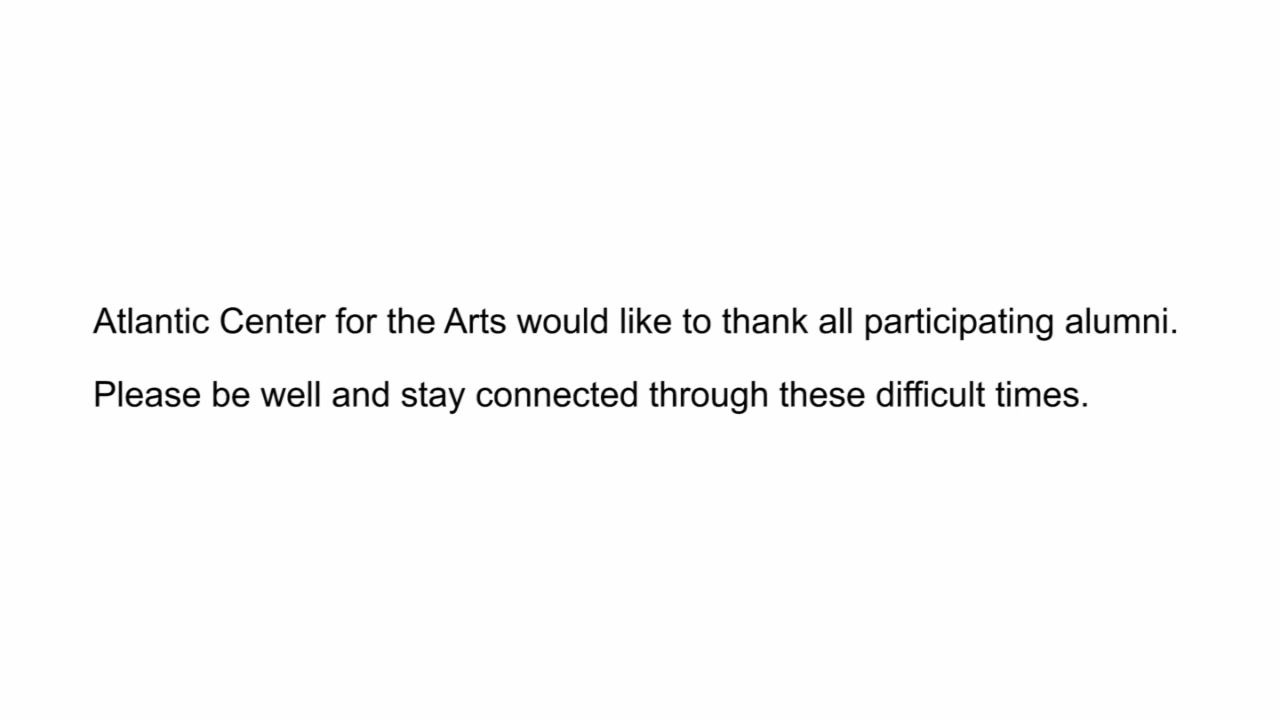 Atlantic Center for the Arts would like to thank all participating alumni.
Please be well and stay connected through these difficult times.